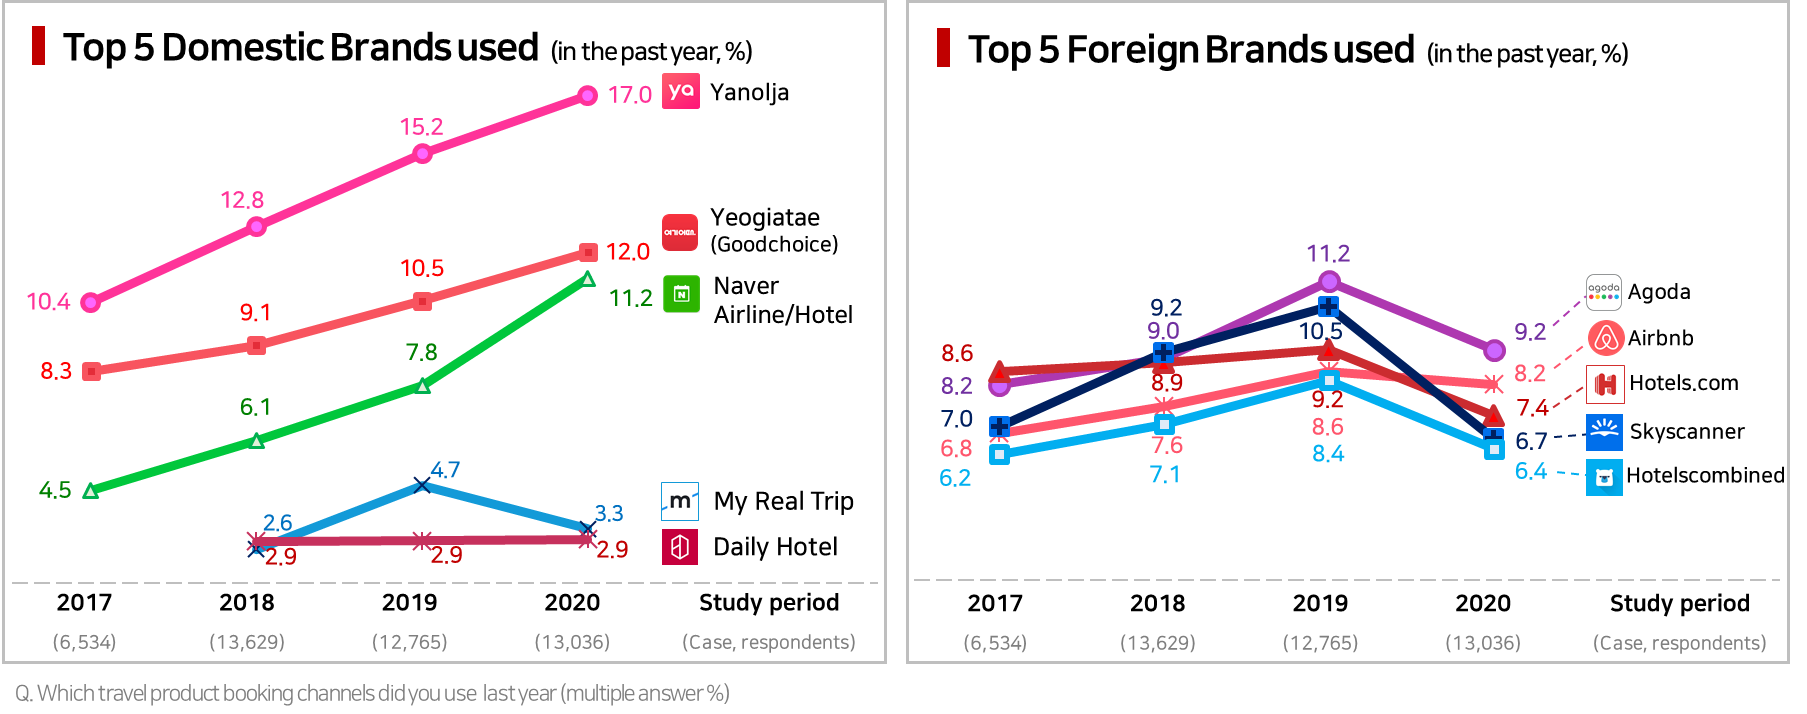 Top 5 Domestic Brands used (in the past year, %)
17.0 ya Yanolja
15.2
12.8
10.4
Yeogiatae
(Goodchoice)
12.0
10.5
9.1
8.3
Naver
Airline/Hotel
N
11.2
7.8
6.1
4.5
4.7
m My Real Trip
3.3
2.6
Daily Hotel
2.9
2.9
2.9
2017 2018 2019 2020 Study period
(6,534) (13,629) (12,765) (13,036) (Case, respondents)
Top 5 Foreign Brands used (in the past year, %)
11.2
agoda Agoda
9.2
9.0
10.5
9.2
Airbnb
8.6
8.2
8.2
H Hotels.com
8.9
9.2
7.4
7.0
Skyscanner
6.7
6.8
7.6
8.6
6.2
7.1
8.4
6.4
Hotelscombined
2017 2018 2019 2020 Study period
(6,534) (13,629) (12,765) (13,036) (Case, respondents)
Q. Which travel product booking channels did you use last year (multiple answer %)